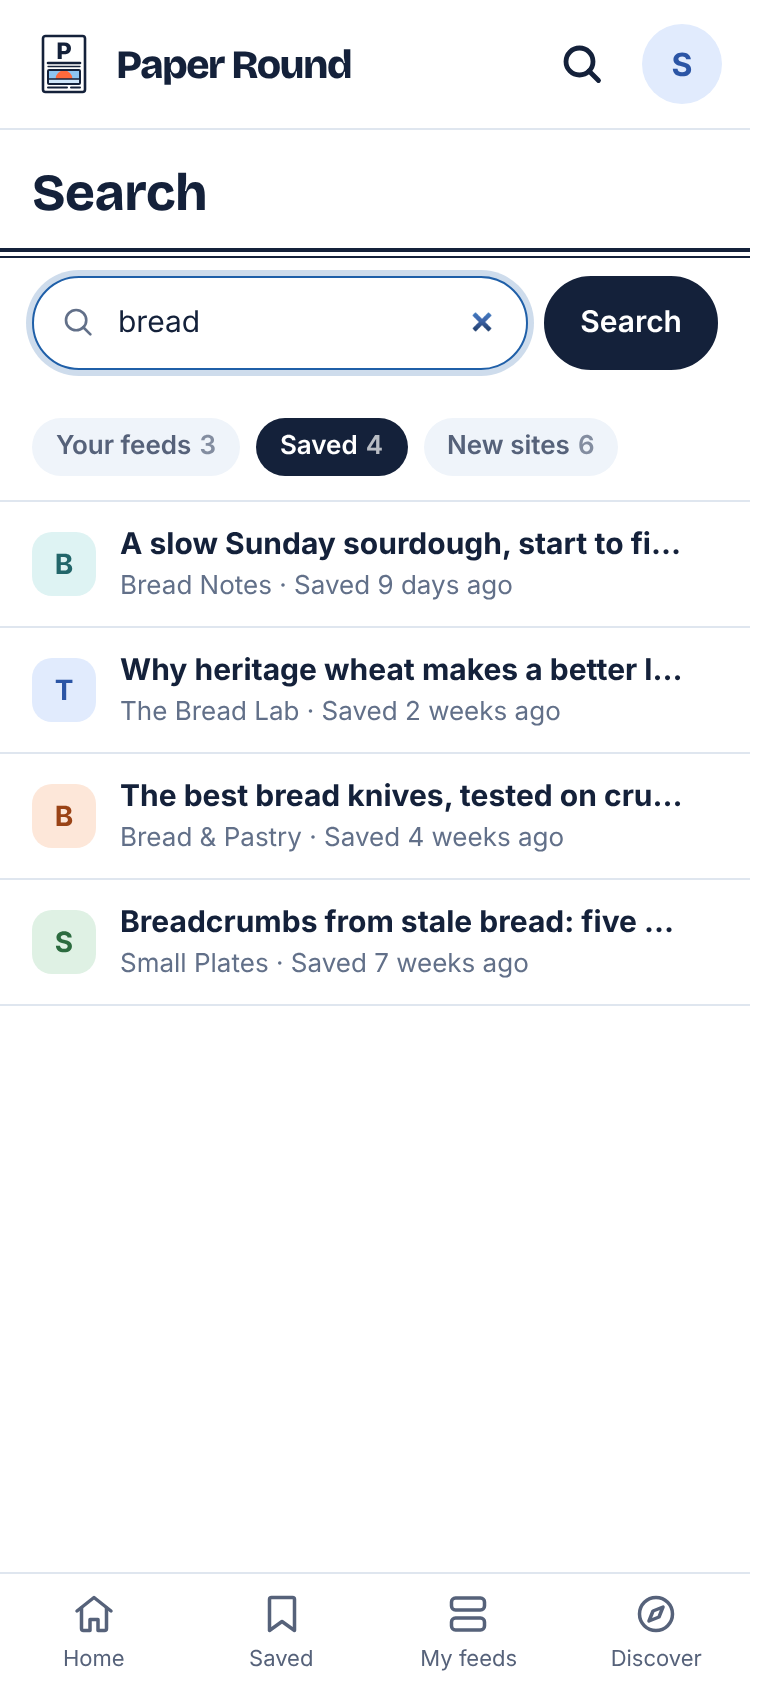 P
Paper Round
S
Search
bread
Search
Your feeds 3
Saved 4
New sites 6
B
A slow Sunday sourdough, start to fi...
Bread Notes · Saved 9 days ago
T
Why heritage wheat makes a better l...
The Bread Lab · Saved 2 weeks ago
B
The best bread knives, tested on cru...
Bread & Pastry · Saved 4 weeks ago
S
Breadcrumbs from stale bread: five ...
Small Plates · Saved 7 weeks ago
Home
Saved
My feeds
Discover